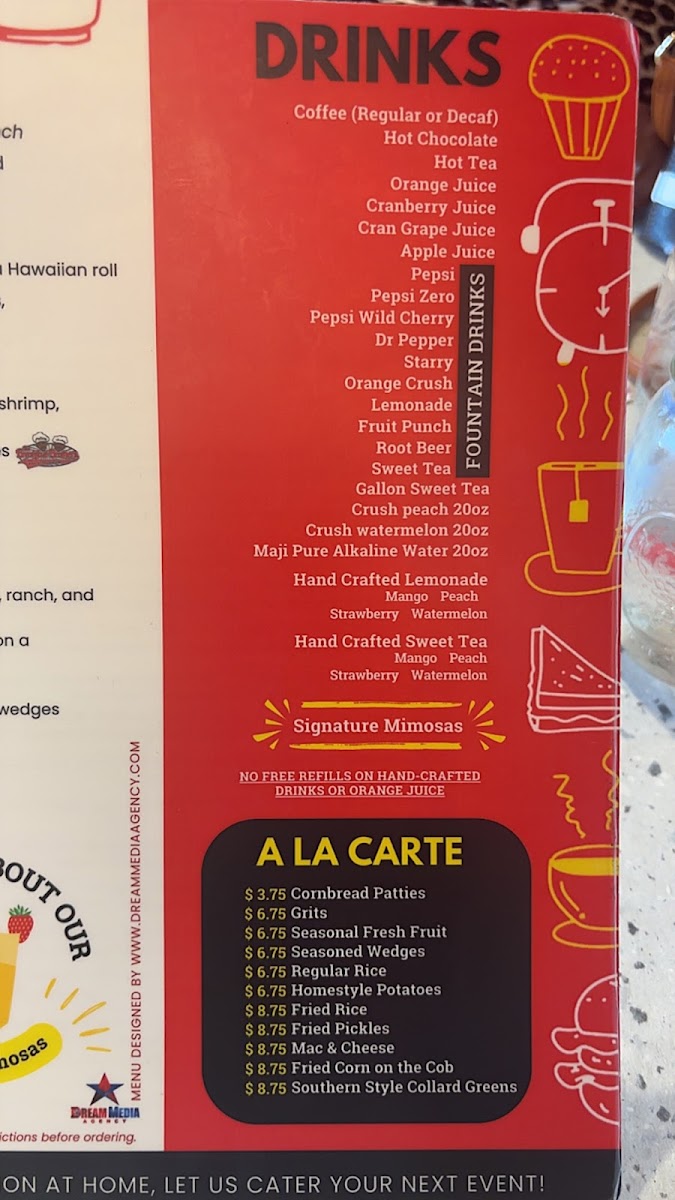 ch
d
a Hawaiian roll
s,
shrimp,
s
, ranch, and
on a
wedges
BOUT OUR
mosas
MENU DESIGNED BY WWW.DREAMMEDIAAGENCY.COM
DREAM MEDIA
AGENCY
ictions before ordering.
DRINKS
Coffee (Regular or Decaf)
Hot Chocolate
Hot Tea
Orange Juice
Cranberry Juice
Cran Grape Juice
Apple Juice
Pepsi
Pepsi Zero
Pepsi Wild Cherry
Dr Pepper
Starry
Orange Crush
Lemonade
Fruit Punch
Root Beer
Sweet Tea
FOUNTAIN DRINKS
Gallon Sweet Tea
Crush peach 20oz
Crush watermelon 20oz
Maji Pure Alkaline Water 20oz
Hand Crafted Lemonade
Mango Peach
Strawberry Watermelon
Hand Crafted Sweet Tea
Mango Peach
Strawberry Watermelon
Signature Mimosas
NO FREE REFILLS ON HAND-CRAFTED
DRINKS OR ORANGE JUICE
A LA CARTE
$ 3.75 Cornbread Patties
$ 6.75 Grits
$ 6.75 Seasonal Fresh Fruit
$ 6.75 Seasoned Wedges
$ 6.75 Regular Rice
$ 6.75 Homestyle Potatoes
$ 8.75 Fried Rice
$ 8.75 Fried Pickles
$ 8.75 Mac & Cheese
$ 8.75 Fried Corn on the Cob
$ 8.75 Southern Style Collard Greens
ON AT HOME, LET US CATER YOUR NEXT EVENT!